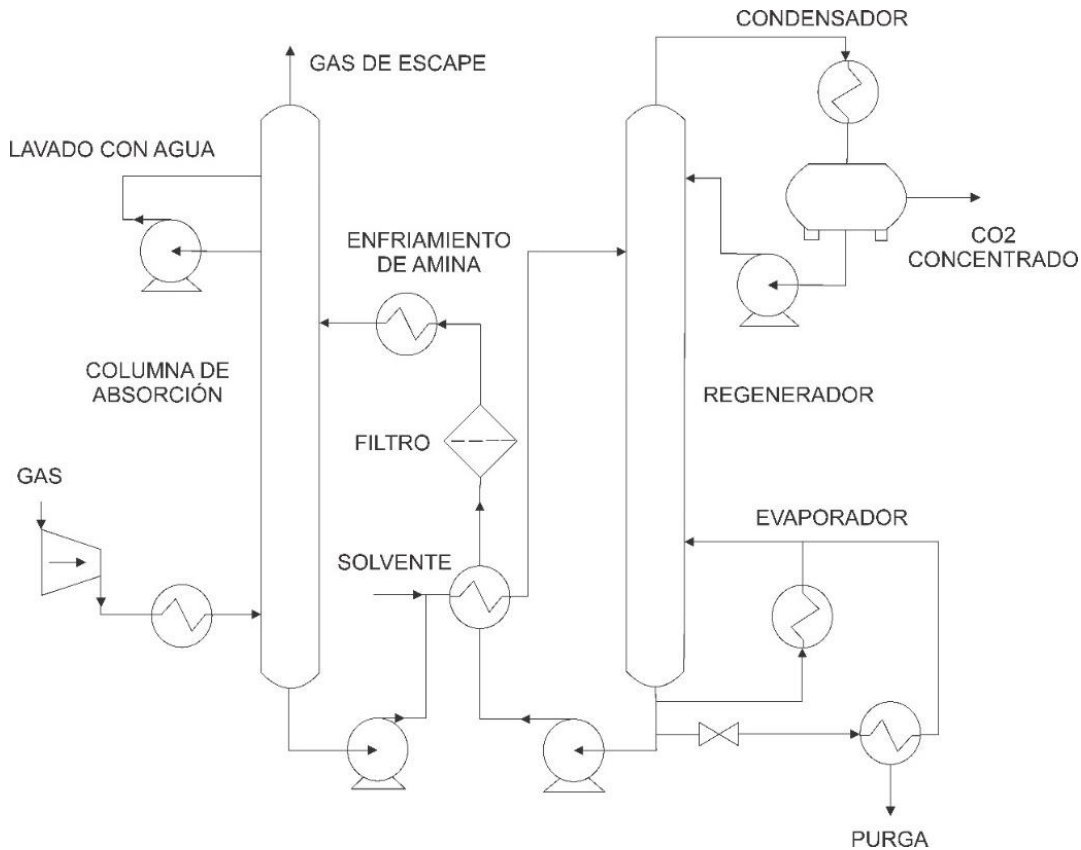 CONDENSADOR
GAS DE ESCAPE
LAVADO CON AGUA
CO2
CONCENTRADO
ENFRIAMIENTO
DE AMINA
COLUMNA DE
ABSORCIÓN
REGENERADOR
FILTRO
GAS
EVAPORADOR
SOLVENTE
PURGA